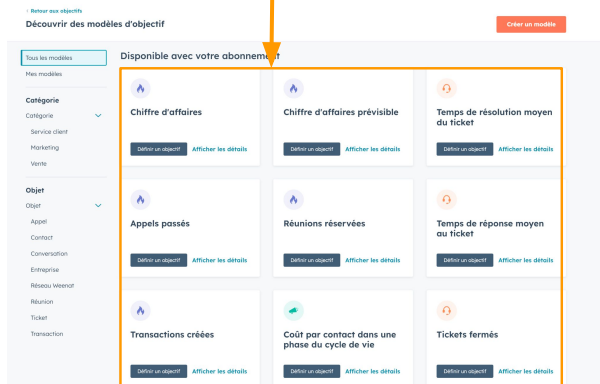 ‹ Retour aux objectifs
Découvrir des modèles d'objectif
Créer un modèle
Tous les modèles
Mes modèles
Catégorie
Catégorie
Service client
Marketing
Vente
Objet
Objet
Appel
Contact
Conversation
Entreprise
Réseau Weenat
Réunion
Ticket
Transaction
Disponible avec votre abonnement
Chiffre d'affaires
Définir un objectif Afficher les détails
Chiffre d'affaires prévisible
Définir un objectif Afficher les détails
Temps de résolution moyen
du ticket
Définir un objectif Afficher les détails
Appels passés
Définir un objectif Afficher les détails
Réunions réservées
Définir un objectif Afficher les détails
Temps de réponse moyen
au ticket
Définir un objectif Afficher les détails
Transactions créées
Définir un objectif Afficher les détails
Coût par contact dans une
phase du cycle de vie
Définir un objectif Afficher les détails
Tickets fermés
Définir un objectif Afficher les détails